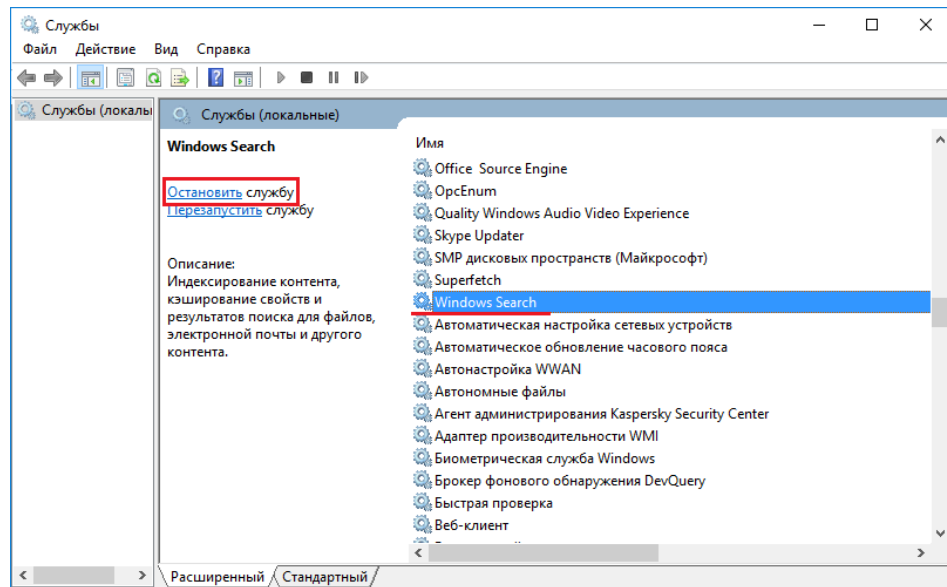 Службы
Файл Действие Вид Справка
Службы (локалы
Службы (локальные)
Windows Search
Остановить службу
Перезапустить службу
Описание:
Индексирование контента,
кэширование свойств и
результатов поиска для файлов,
электронной почты и другого
контента.
Имя
Office Source Engine
OpcEnum
Quality Windows Audio Video Experience
Skype Updater
SMP дисковых пространств (Майкрософт)
Superfetch
Windows Search
Автоматическая настройка сетевых устройств
Автоматическое обновление часового пояса
Автонастройка WWAN
Автономные файлы
Агент администрирования Kaspersky Security Center
Адаптер производительности WMI
Биометрическая служба Windows
Брокер фонового обнаружения DevQuery
Быстрая проверка
Веб-клиент
Расширенный Стандартный